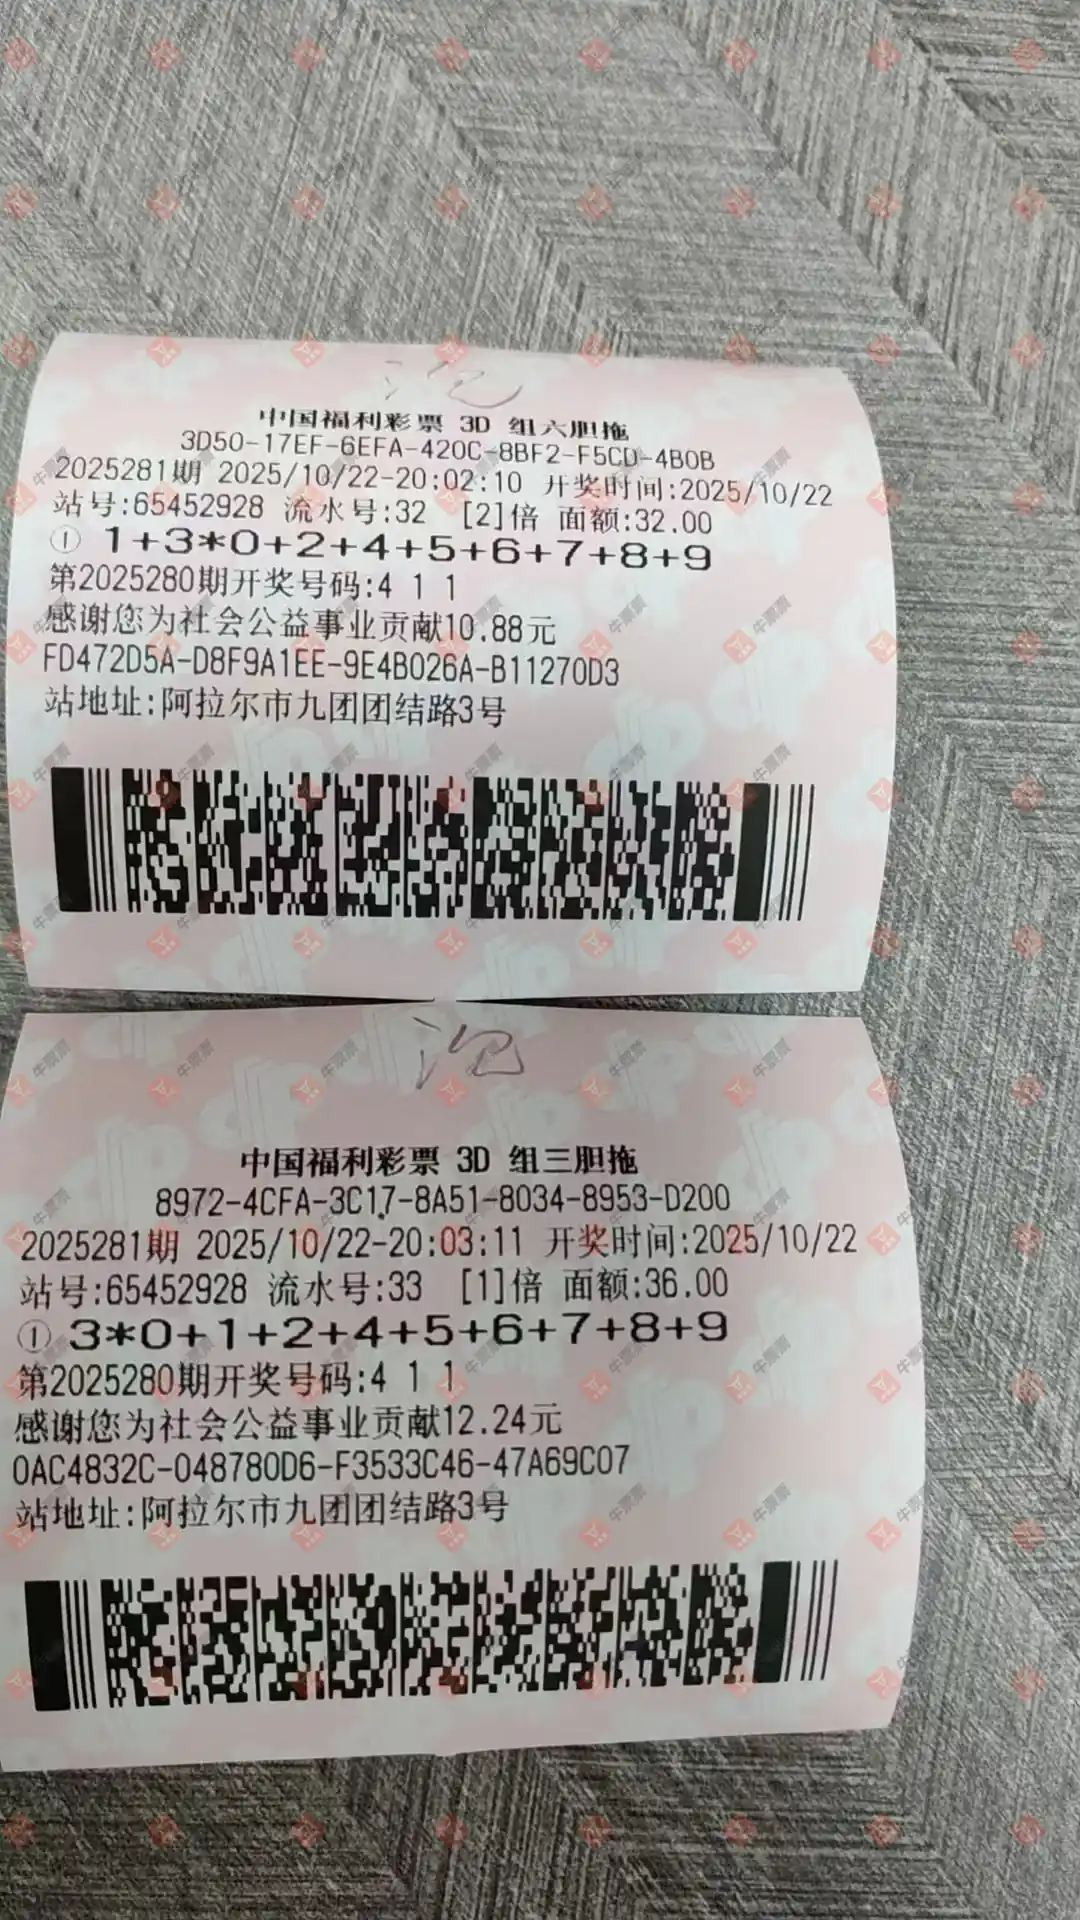 泡
中国福利彩票 3D 组六胆拖
3D50-17EF-6EFA-420C-8BF2-F5CD-4B0B
2025281期 2025/10/22-20:02:10 开奖时间:2025/10/22
站号:65452928 流水号:32 [2]倍 面额:32.00
① 1+3*0+2+4+5+6+7+8+9
第2025280期开奖号码:4 1 1
感谢您为社会公益事业贡献10.88元
FD472D5A-D8F9A1EE-9E4B026A-B11270D3
站地址:阿拉尔市九团团结路3号
泡
中国福利彩票 3D 组三胆拖
8972-4CFA-3C17-8A51-8034-8953-D200
2025281期 2025/10/22-20:03:11 开奖时间:2025/10/22
站号:65452928 流水号:33 [1]倍 面额:36.00
① 3*0+1+2+4+5+6+7+8+9
第2025280期开奖号码:4 1 1
感谢您为社会公益事业贡献12.24元
0AC4832C-048780D6-F3533C46-47A69C07
站地址:阿拉尔市九团团结路3号
牛票票